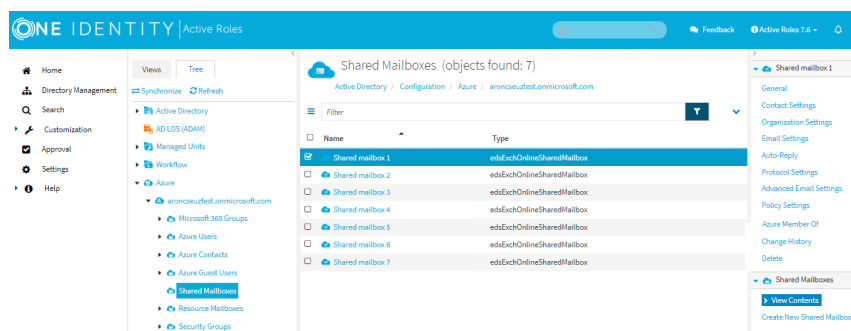 ONE IDENTITY Active Roles
Feedback
Active Roles 7.6
Home
Directory Management
Search
Customization
Approval
Settings
Help
Views
Tree
Synchronize
Refresh
Active Directory
AD LDS (ADAM)
Managed Units
Workflow
Azure
aroncseuztest.onmicrosoft.com
Microsoft 365 Groups
Azure Users
Azure Contacts
Azure Guest Users
Shared Mailboxes
Resource Mailboxes
Security Groups
Shared Mailboxes (objects found: 7)
Active Directory / Configuration / Azure / aroncseuztest.onmicrosoft.com
Filter
Name Type
Shared mailbox 1 edsExchOnlineSharedMailbox
Shared mailbox 2 edsExchOnlineSharedMailbox
Shared mailbox 3 edsExchOnlineSharedMailbox
Shared mailbox 4 edsExchOnlineSharedMailbox
Shared mailbox 5 edsExchOnlineSharedMailbox
Shared mailbox 6 edsExchOnlineSharedMailbox
Shared mailbox 7 edsExchOnlineSharedMailbox
Shared mailbox 1
General
Contact Settings
Organization Settings
Email Settings
Auto-Reply
Protocol Settings
Advanced Email Settings
Policy Settings
Azure Member Of
Change History
Delete
Shared Mailboxes
View Contents
Create New Shared Mailbox